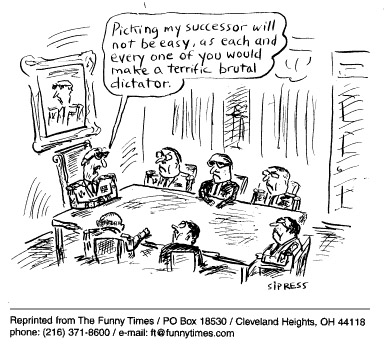 Picking my successor will
not be easy, as each and
every one of you would
make a terrific brutal
dictator.
SIPRESS
Reprinted from The Funny Times / PO Box 18530 / Cleveland Heights, OH 44118
phone: (216) 371-8600 / e-mail: ft@funnytimes.com